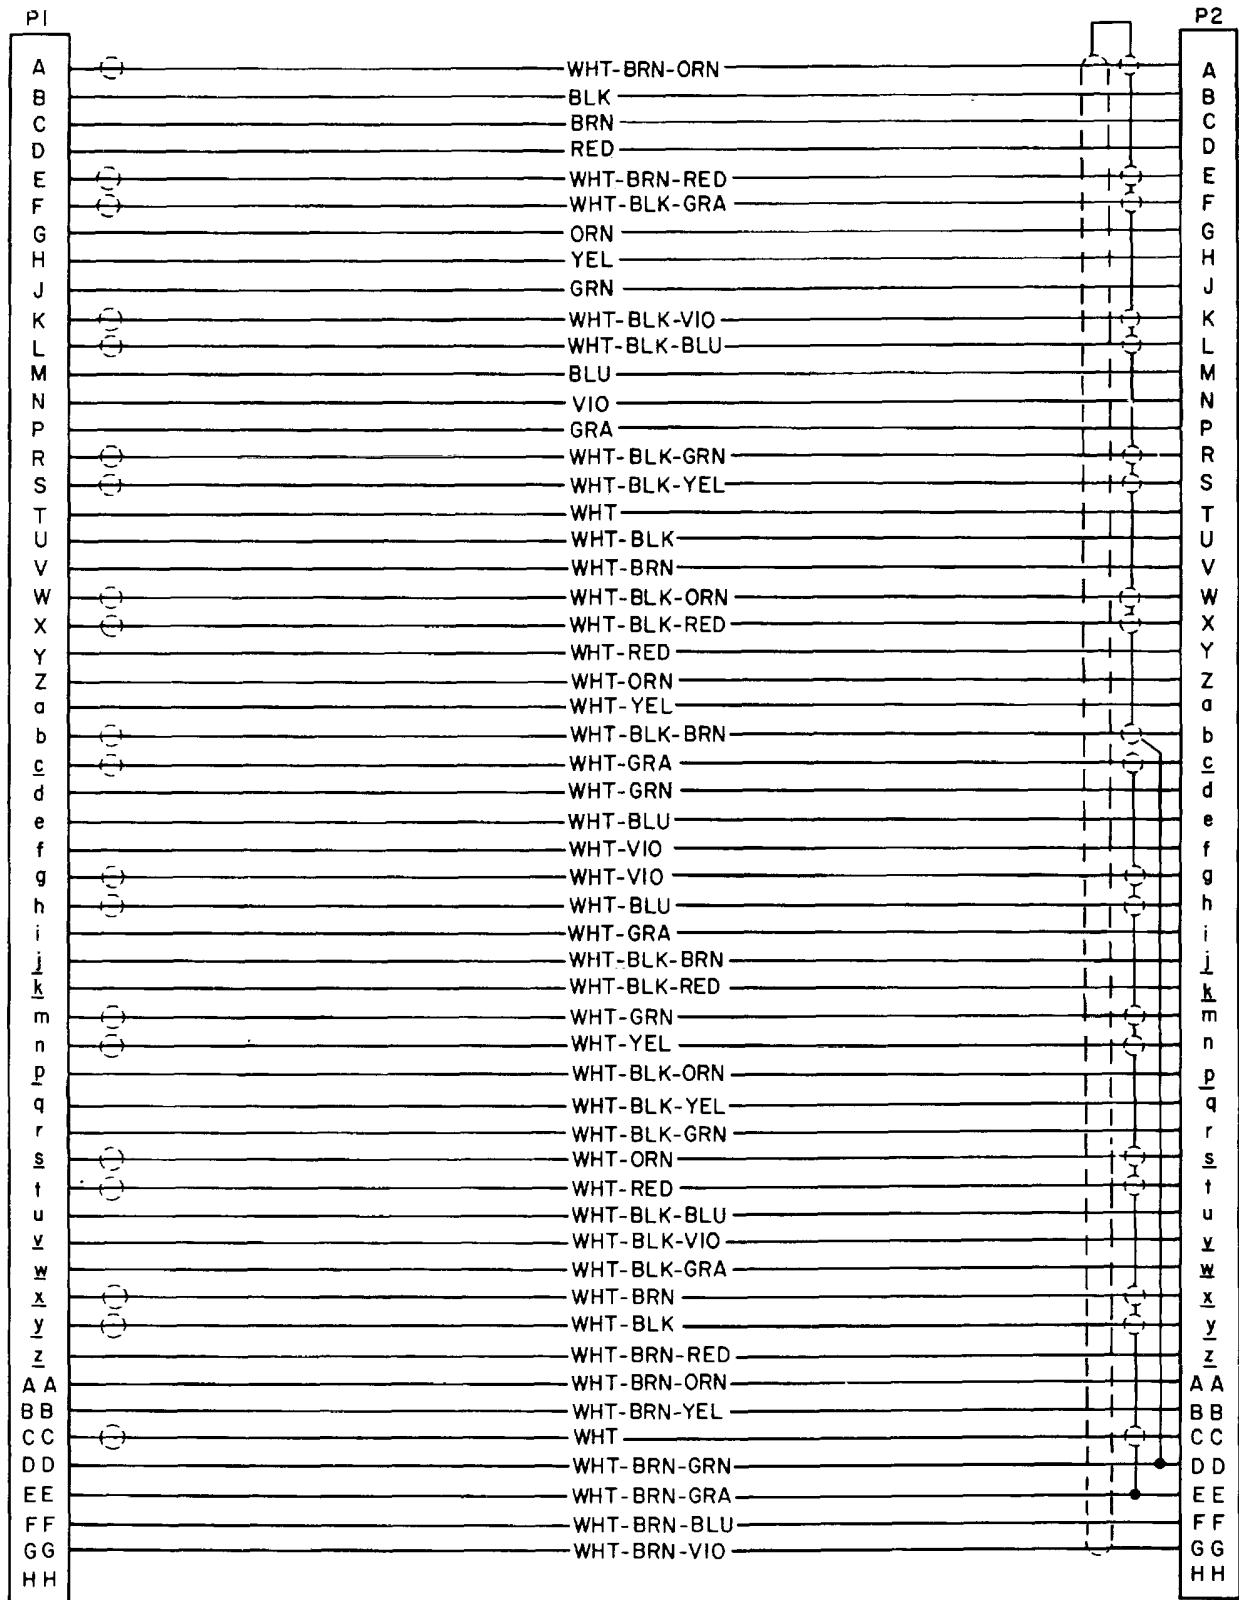 P1 P2
A WHT-BRN-ORN A
B BLK B
C BRN C
D RED D
E WHT-BRN-RED E
F WHT-BLK-GRA F
G ORN G
H YEL H
J GRN J
K WHT-BLK-VIO K
L WHT-BLK-BLU L
M BLU M
N VIO N
P GRA P
R WHT-BLK-GRN R
S WHT-BLK-YEL S
T WHT T
U WHT-BLK U
V WHT-BRN V
W WHT-BLK-ORN W
X WHT-BLK-RED X
Y WHT-RED Y
Z WHT-ORN Z
a WHT-YEL a
b WHT-BLK-BRN b
c WHT-GRA c
d WHT-GRN d
e WHT-BLU e
f WHT-VIO f
g WHT-VIO g
h WHT-BLU h
i WHT-GRA i
j WHT-BLK-BRN j
k WHT-BLK-RED k
m WHT-GRN m
n WHT-YEL n
p WHT-BLK-ORN p
q WHT-BLK-YEL q
r WHT-BLK-GRN r
s WHT-ORN s
t WHT-RED t
u WHT-BLK-BLU u
v WHT-BLK-VIO v
w WHT-BLK-GRA w
x WHT-BRN x
y WHT-BLK y
z WHT-BRN-RED z
AA WHT-BRN-ORN AA
BB WHT-BRN-YEL BB
CC WHT CC
DD WHT-BRN-GRN DD
EE WHT-BRN-GRA EE
FF WHT-BRN-BLU FF
GG WHT-BRN-VIO GG
HH HH